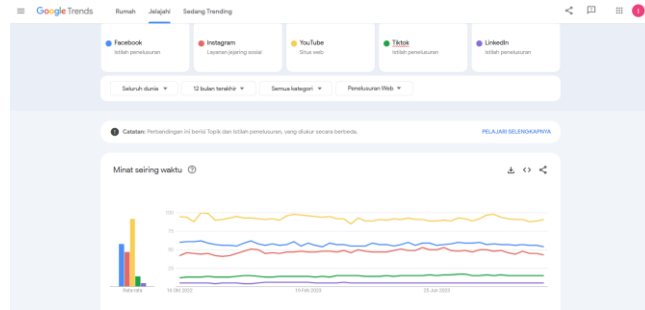 Google Trends
Rumah Jelajahi Sedang Trending
Facebook
Istilah penelusuran
Instagram
Layanan jejaring sosial
YouTube
Situs web
Tiktok
Istilah penelusuran
LinkedIn
Istilah penelusuran
Seluruh dunia
12 bulan terakhir
Semua kategori
Penelusuran Web
Catatan: Perbandingan ini berisi Topik dan Istilah penelusuran, yang diukur secara berbeda.
PELAJARI SELENGKAPNYA
Minat seiring waktu
100
75
50
25
Rata-rata
16 Okt 2022
19 Feb 2023
25 Jun 2023